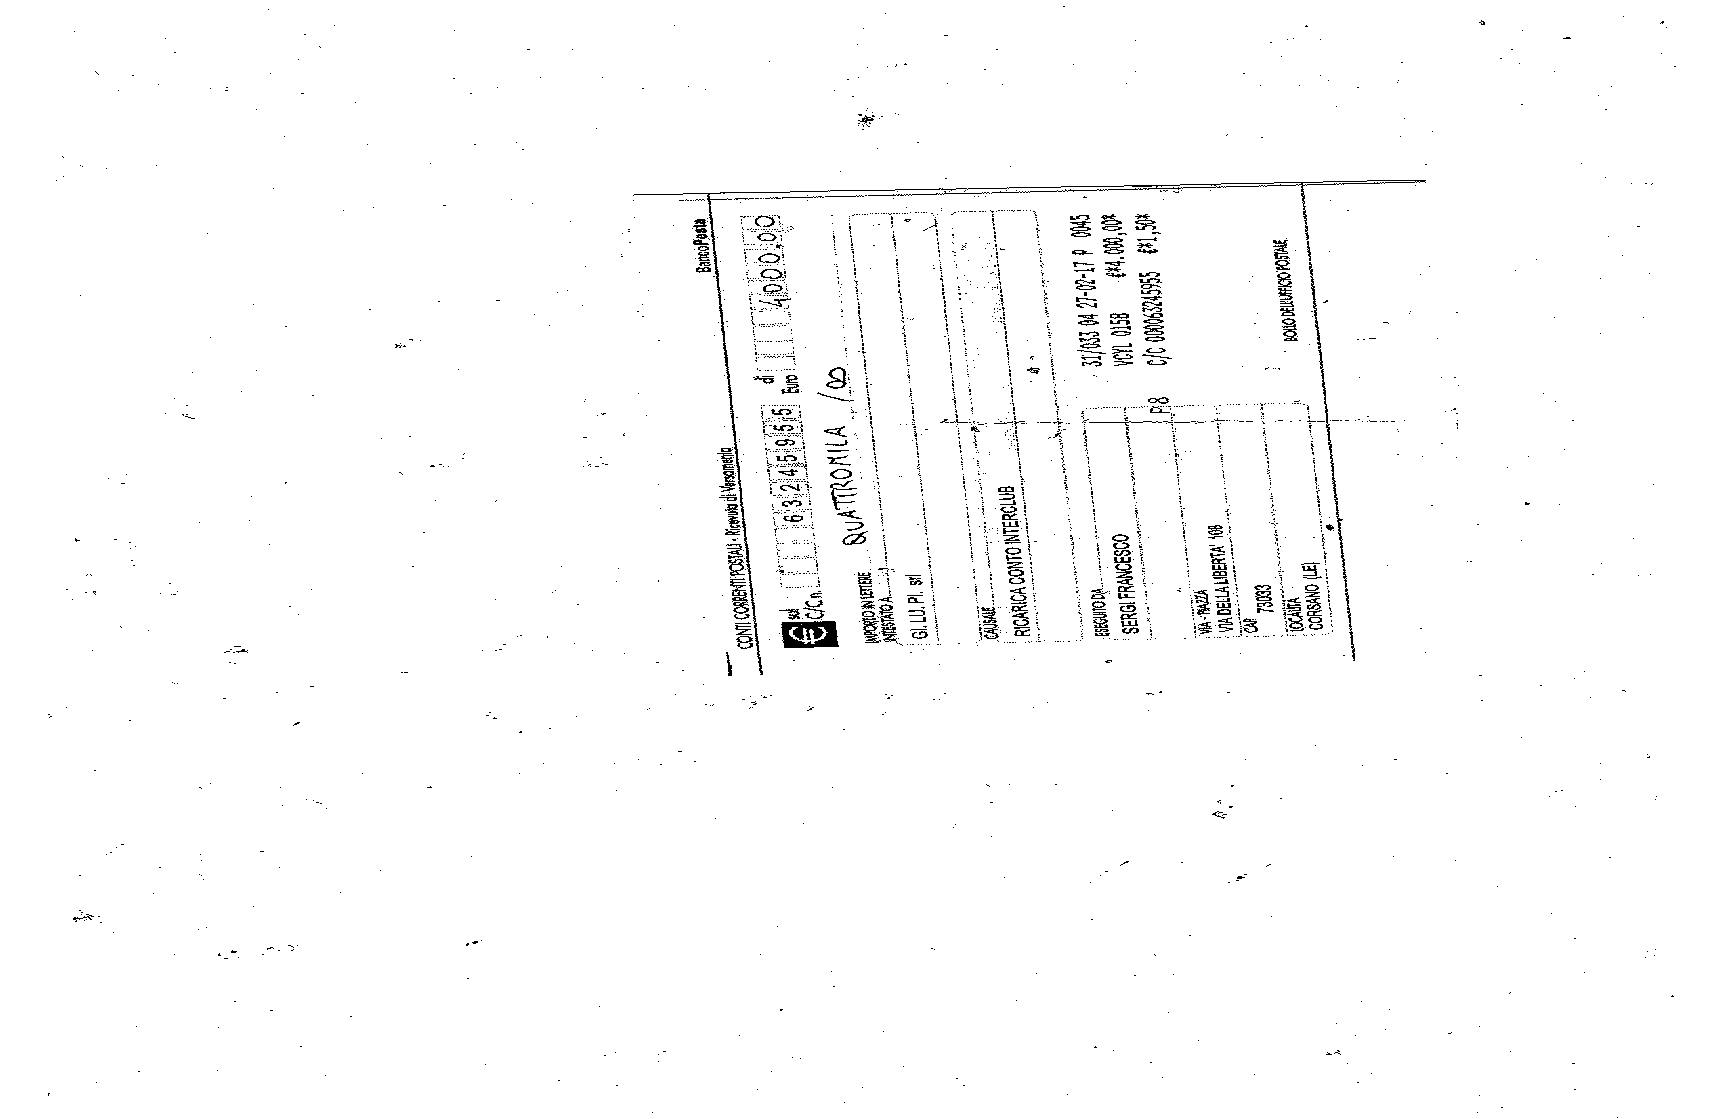 BancoPosta
CONTI CORRENTI POSTALI - Ricevuta di Versamento
€ sul C/C n. 63245955 di Euro 4000,00
IMPORTO IN LETTERE QUATTROMILA /00
INTESTATO A
GI. LU. PI. srl
CAUSALE
RICARICA CONTO INTERCLUB
31/033 04 27-02-17 P 0045
VCYL 0158 €*4.000,00*
C/C 000063245955 €*1,50*
P.8
ESEGUITO DA
SERGI FRANCESCO
VIA - PIAZZA
VIA DELLA LIBERTA' 166
CAP
73033
LOCALITÀ
CORSANO (LE)
BOLLO DELL'UFFICIO POSTALE